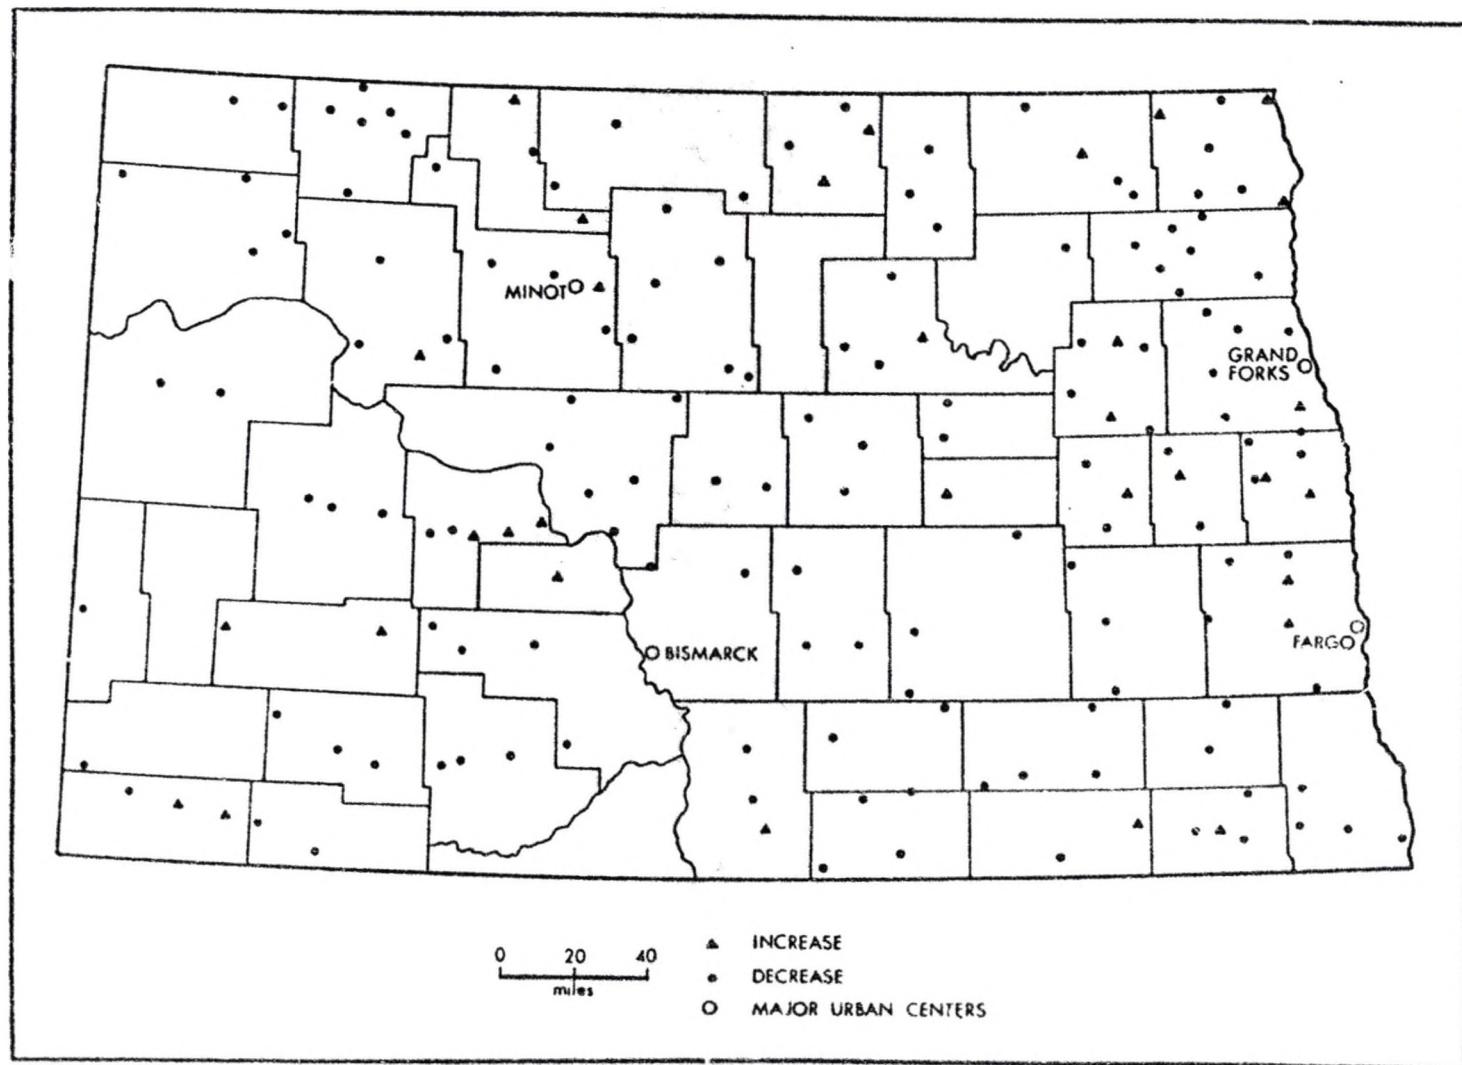 MINOT
GRAND
FORKS
FARGO
BISMARCK
0 20 40
miles
INCREASE
DECREASE
MAJOR URBAN CENTERS